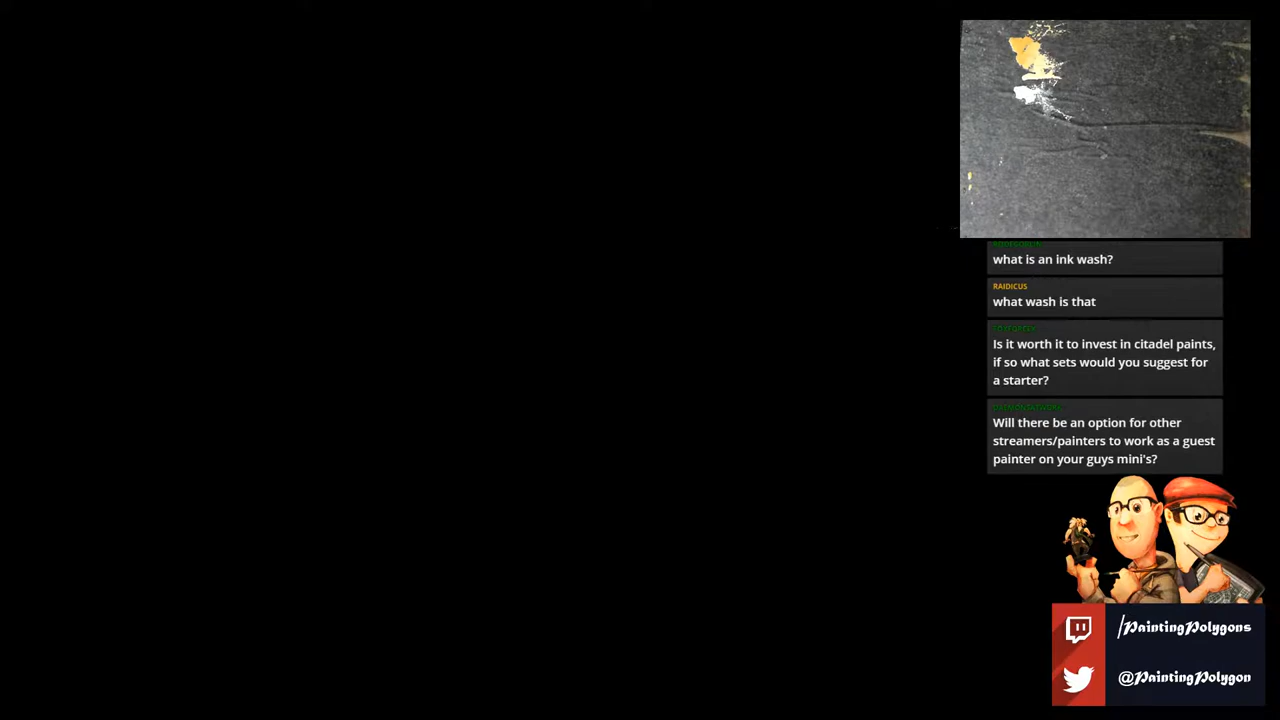 what is an ink wash?
RAIDICUS
what wash is that
Is it worth it to invest in citadel paints,
if so what sets would you suggest for
a starter?
Will there be an option for other
streamers/painters to work as a guest
painter on your guys mini's?
/PaintingPolygons
@PaintingPolygon